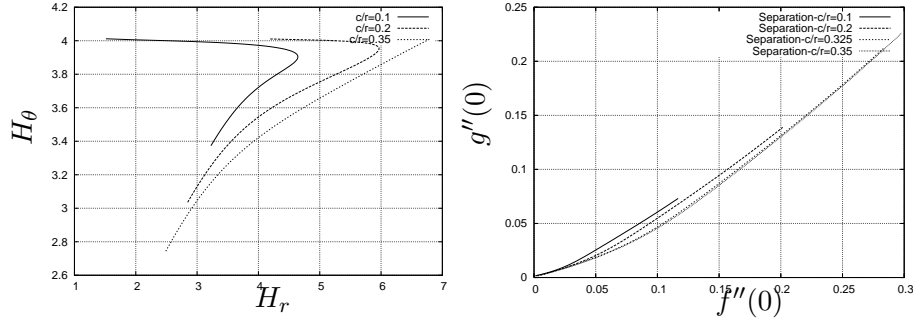 4.2
4
3.8
3.6
3.4
3.2
3
2.8
2.6
H_θ
1 2 3 4 5 6 7
H_r
c/r=0.1
c/r=0.2
c/r=0.35
0.25
0.2
0.15
0.1
0.05
0
g″(0)
0 0.05 0.1 0.15 0.2 0.25 0.3
f″(0)
Separation-c/r=0.1
Separation-c/r=0.2
Separation-c/r=0.325
Separation-c/r=0.35